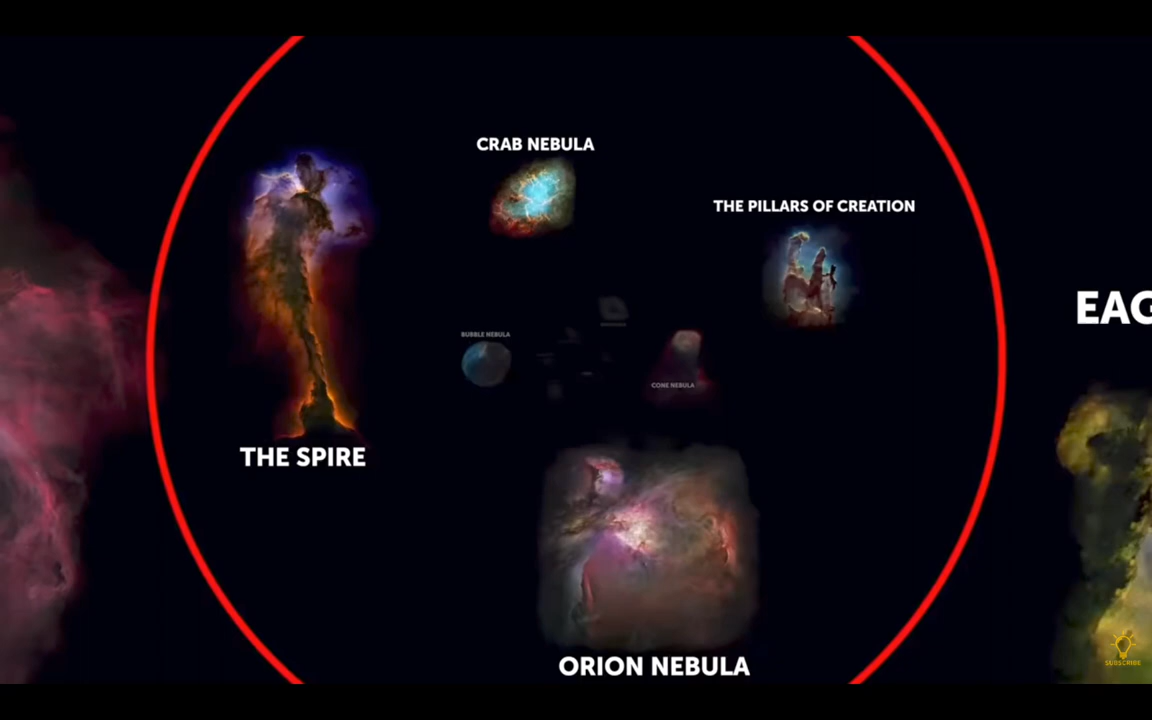 CRAB NEBULA
THE PILLARS OF CREATION
EAG
BUBBLE NEBULA
CONE NEBULA
THE SPIRE
SUBSCRIBE
ORION NEBULA